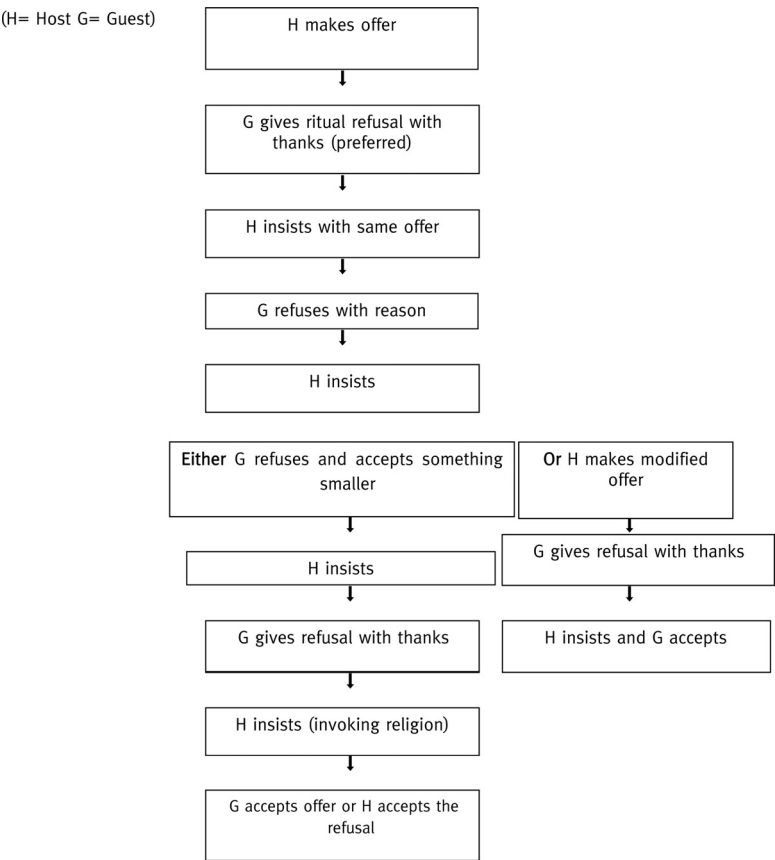 (H= Host G= Guest)
H makes offer
G gives ritual refusal with
thanks (preferred)
H insists with same offer
G refuses with reason
H insists
Either G refuses and accepts something
smaller
Or H makes modified
offer
H insists
G gives refusal with thanks
G gives refusal with thanks
H insists and G accepts
H insists (invoking religion)
G accepts offer or H accepts the
refusal